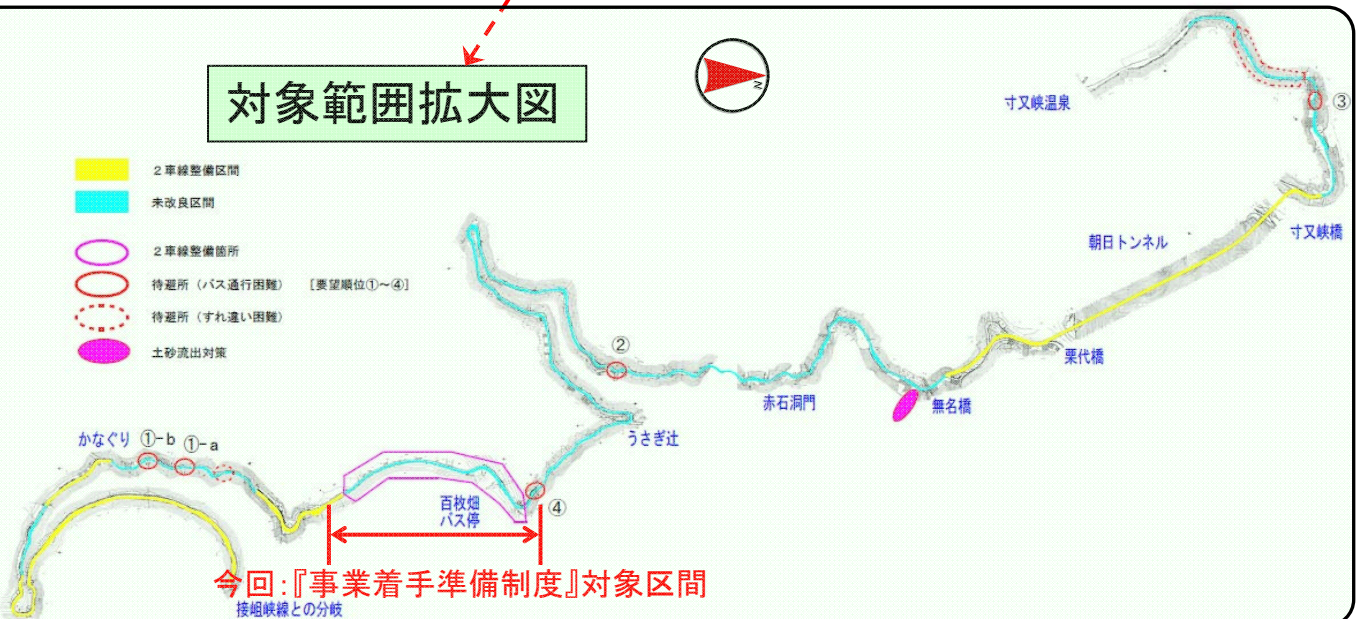 対象範囲拡大図
N
2車線整備区間
未改良区間
2車線整備箇所
待避所（バス通行困難） [要望順位①～④]
待避所（すれ違い困難）
土砂流出対策
寸又峡温泉
③
寸又峡橋
朝日トンネル
栗代橋
無名橋
赤石洞門
②
うさぎ辻
かなぐり
①-b
①-a
百枚畑
バス停
④
今回:『事業着手準備制度』対象区間
接岨峡線との分岐